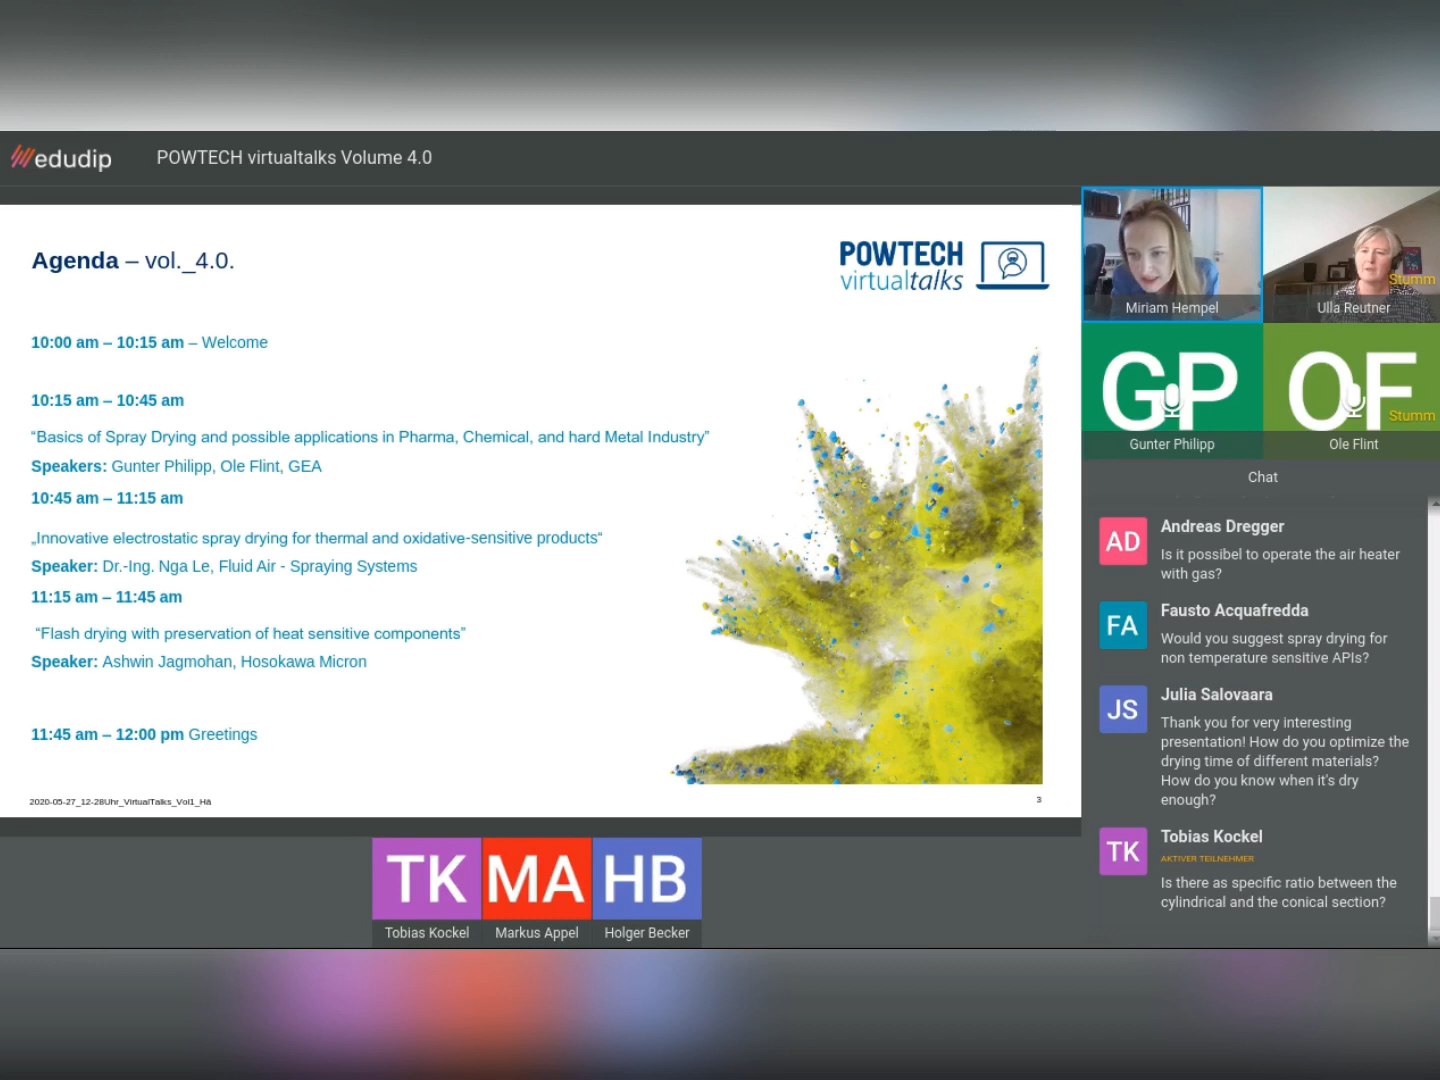 edudip
POWTECH virtualtalks Volume 4.0
Agenda – vol._4.0.
POWTECH
virtualtalks
10:00 am – 10:15 am – Welcome
10:15 am – 10:45 am
“Basics of Spray Drying and possible applications in Pharma, Chemical, and hard Metal Industry”
Speakers: Gunter Philipp, Ole Flint, GEA
10:45 am – 11:15 am
„Innovative electrostatic spray drying for thermal and oxidative-sensitive products“
Speaker: Dr.-Ing. Nga Le, Fluid Air - Spraying Systems
11:15 am – 11:45 am
“Flash drying with preservation of heat sensitive components”
Speaker: Ashwin Jagmohan, Hosokawa Micron
11:45 am – 12:00 pm Greetings
2020-05-27_12-28Uhr_VirtualTalks_Vol1_Hä
3
Miriam Hempel
Stumm
Ulla Reutner
GP
Gunter Philipp
OF
Stumm
Ole Flint
Chat
AD
Andreas Dregger
Is it possibel to operate the air heater
with gas?
FA
Fausto Acquafredda
Would you suggest spray drying for
non temperature sensitive APIs?
JS
Julia Salovaara
Thank you for very interesting
presentation! How do you optimize the
drying time of different materials?
How do you know when it's dry
enough?
TK
Tobias Kockel
AKTIVER TEILNEHMER
Is there as specific ratio between the
cylindrical and the conical section?
TK
Tobias Kockel
MA
Markus Appel
HB
Holger Becker